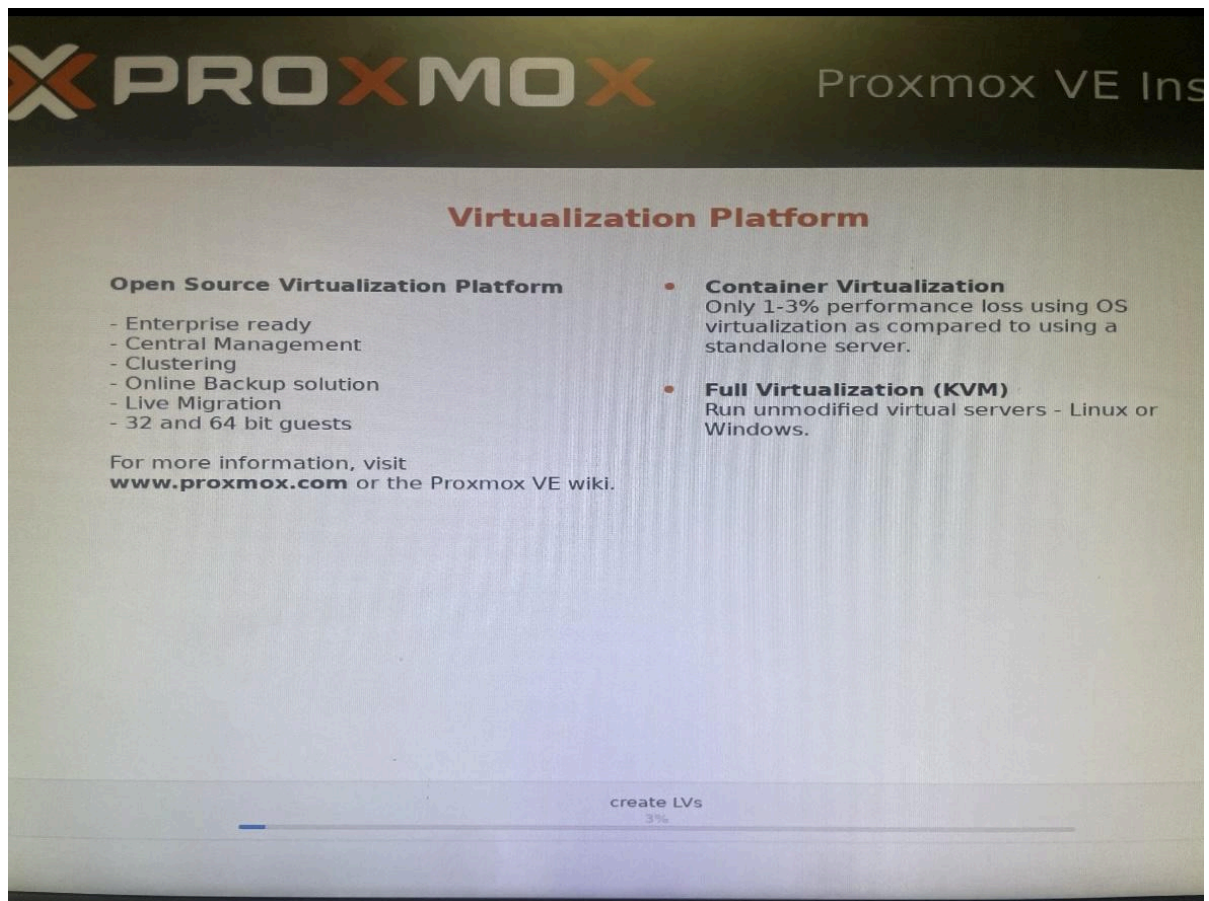 PROXMOX
Proxmox VE Ins
Virtualization Platform
Open Source Virtualization Platform
- Enterprise ready
- Central Management
- Clustering
- Online Backup solution
- Live Migration
- 32 and 64 bit guests
For more information, visit
www.proxmox.com or the Proxmox VE wiki.
• Container Virtualization
Only 1-3% performance loss using OS
virtualization as compared to using a
standalone server.
• Full Virtualization (KVM)
Run unmodified virtual servers - Linux or
Windows.
create LVs
3%